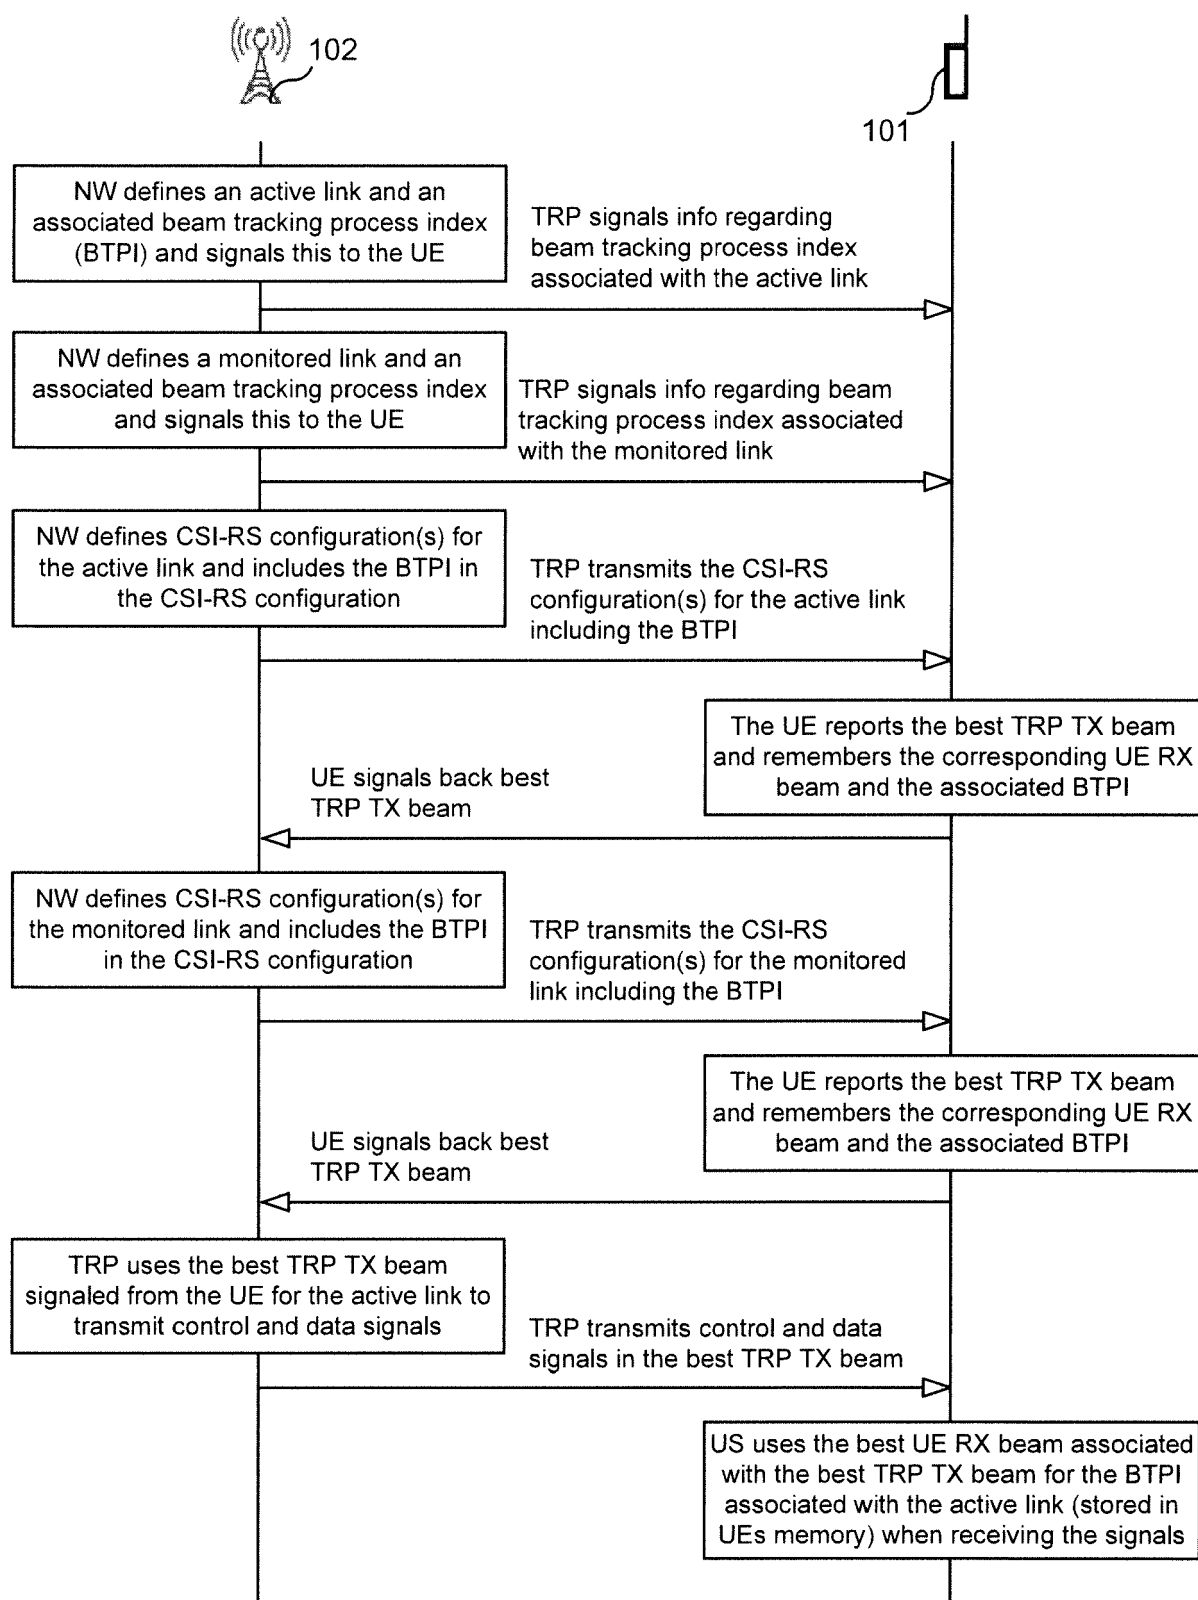 102
101
NW defines an active link and an
associated beam tracking process index
(BTPI) and signals this to the UE
TRP signals info regarding
beam tracking process index
associated with the active link
NW defines a monitored link and an
associated beam tracking process index
and signals this to the UE
TRP signals info regarding beam
tracking process index associated
with the monitored link
NW defines CSI-RS configuration(s) for
the active link and includes the BTPI in
the CSI-RS configuration
TRP transmits the CSI-RS
configuration(s) for the active link
including the BTPI
The UE reports the best TRP TX beam
and remembers the corresponding UE RX
beam and the associated BTPI
UE signals back best
TRP TX beam
NW defines CSI-RS configuration(s) for
the monitored link and includes the BTPI
in the CSI-RS configuration
TRP transmits the CSI-RS
configuration(s) for the monitored
link including the BTPI
The UE reports the best TRP TX beam
and remembers the corresponding UE RX
beam and the associated BTPI
UE signals back best
TRP TX beam
TRP uses the best TRP TX beam
signaled from the UE for the active link to
transmit control and data signals
TRP transmits control and data
signals in the best TRP TX beam
US uses the best UE RX beam associated
with the best TRP TX beam for the BTPI
associated with the active link (stored in
UEs memory) when receiving the signals